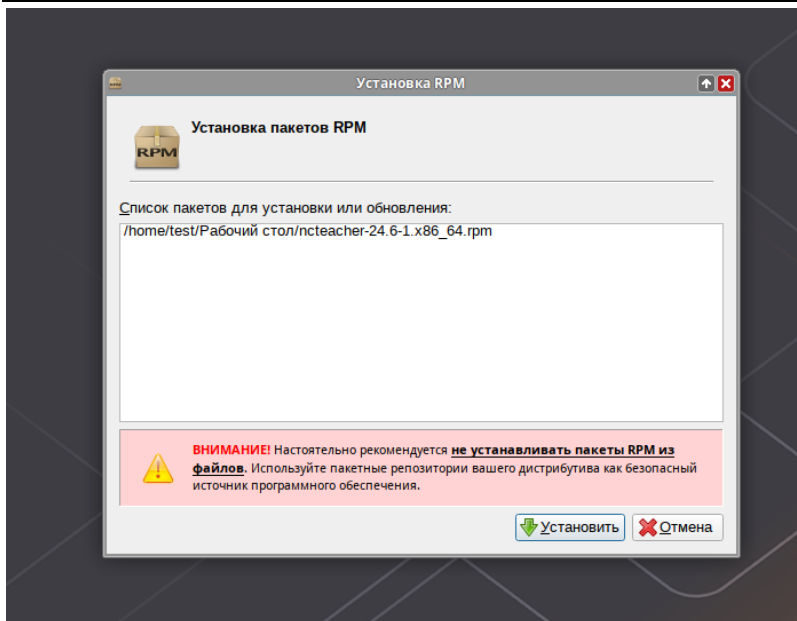 Установка RPM
RPM
Установка пакетов RPM
Список пакетов для установки или обновления:
/home/test/Рабочий стол/ncteacher-24.6-1.x86_64.rpm
ВНИМАНИЕ! Настоятельно рекомендуется не устанавливать пакеты RPM из
файлов. Используйте пакетные репозитории вашего дистрибутива как безопасный
источник программного обеспечения.
Установить Отмена